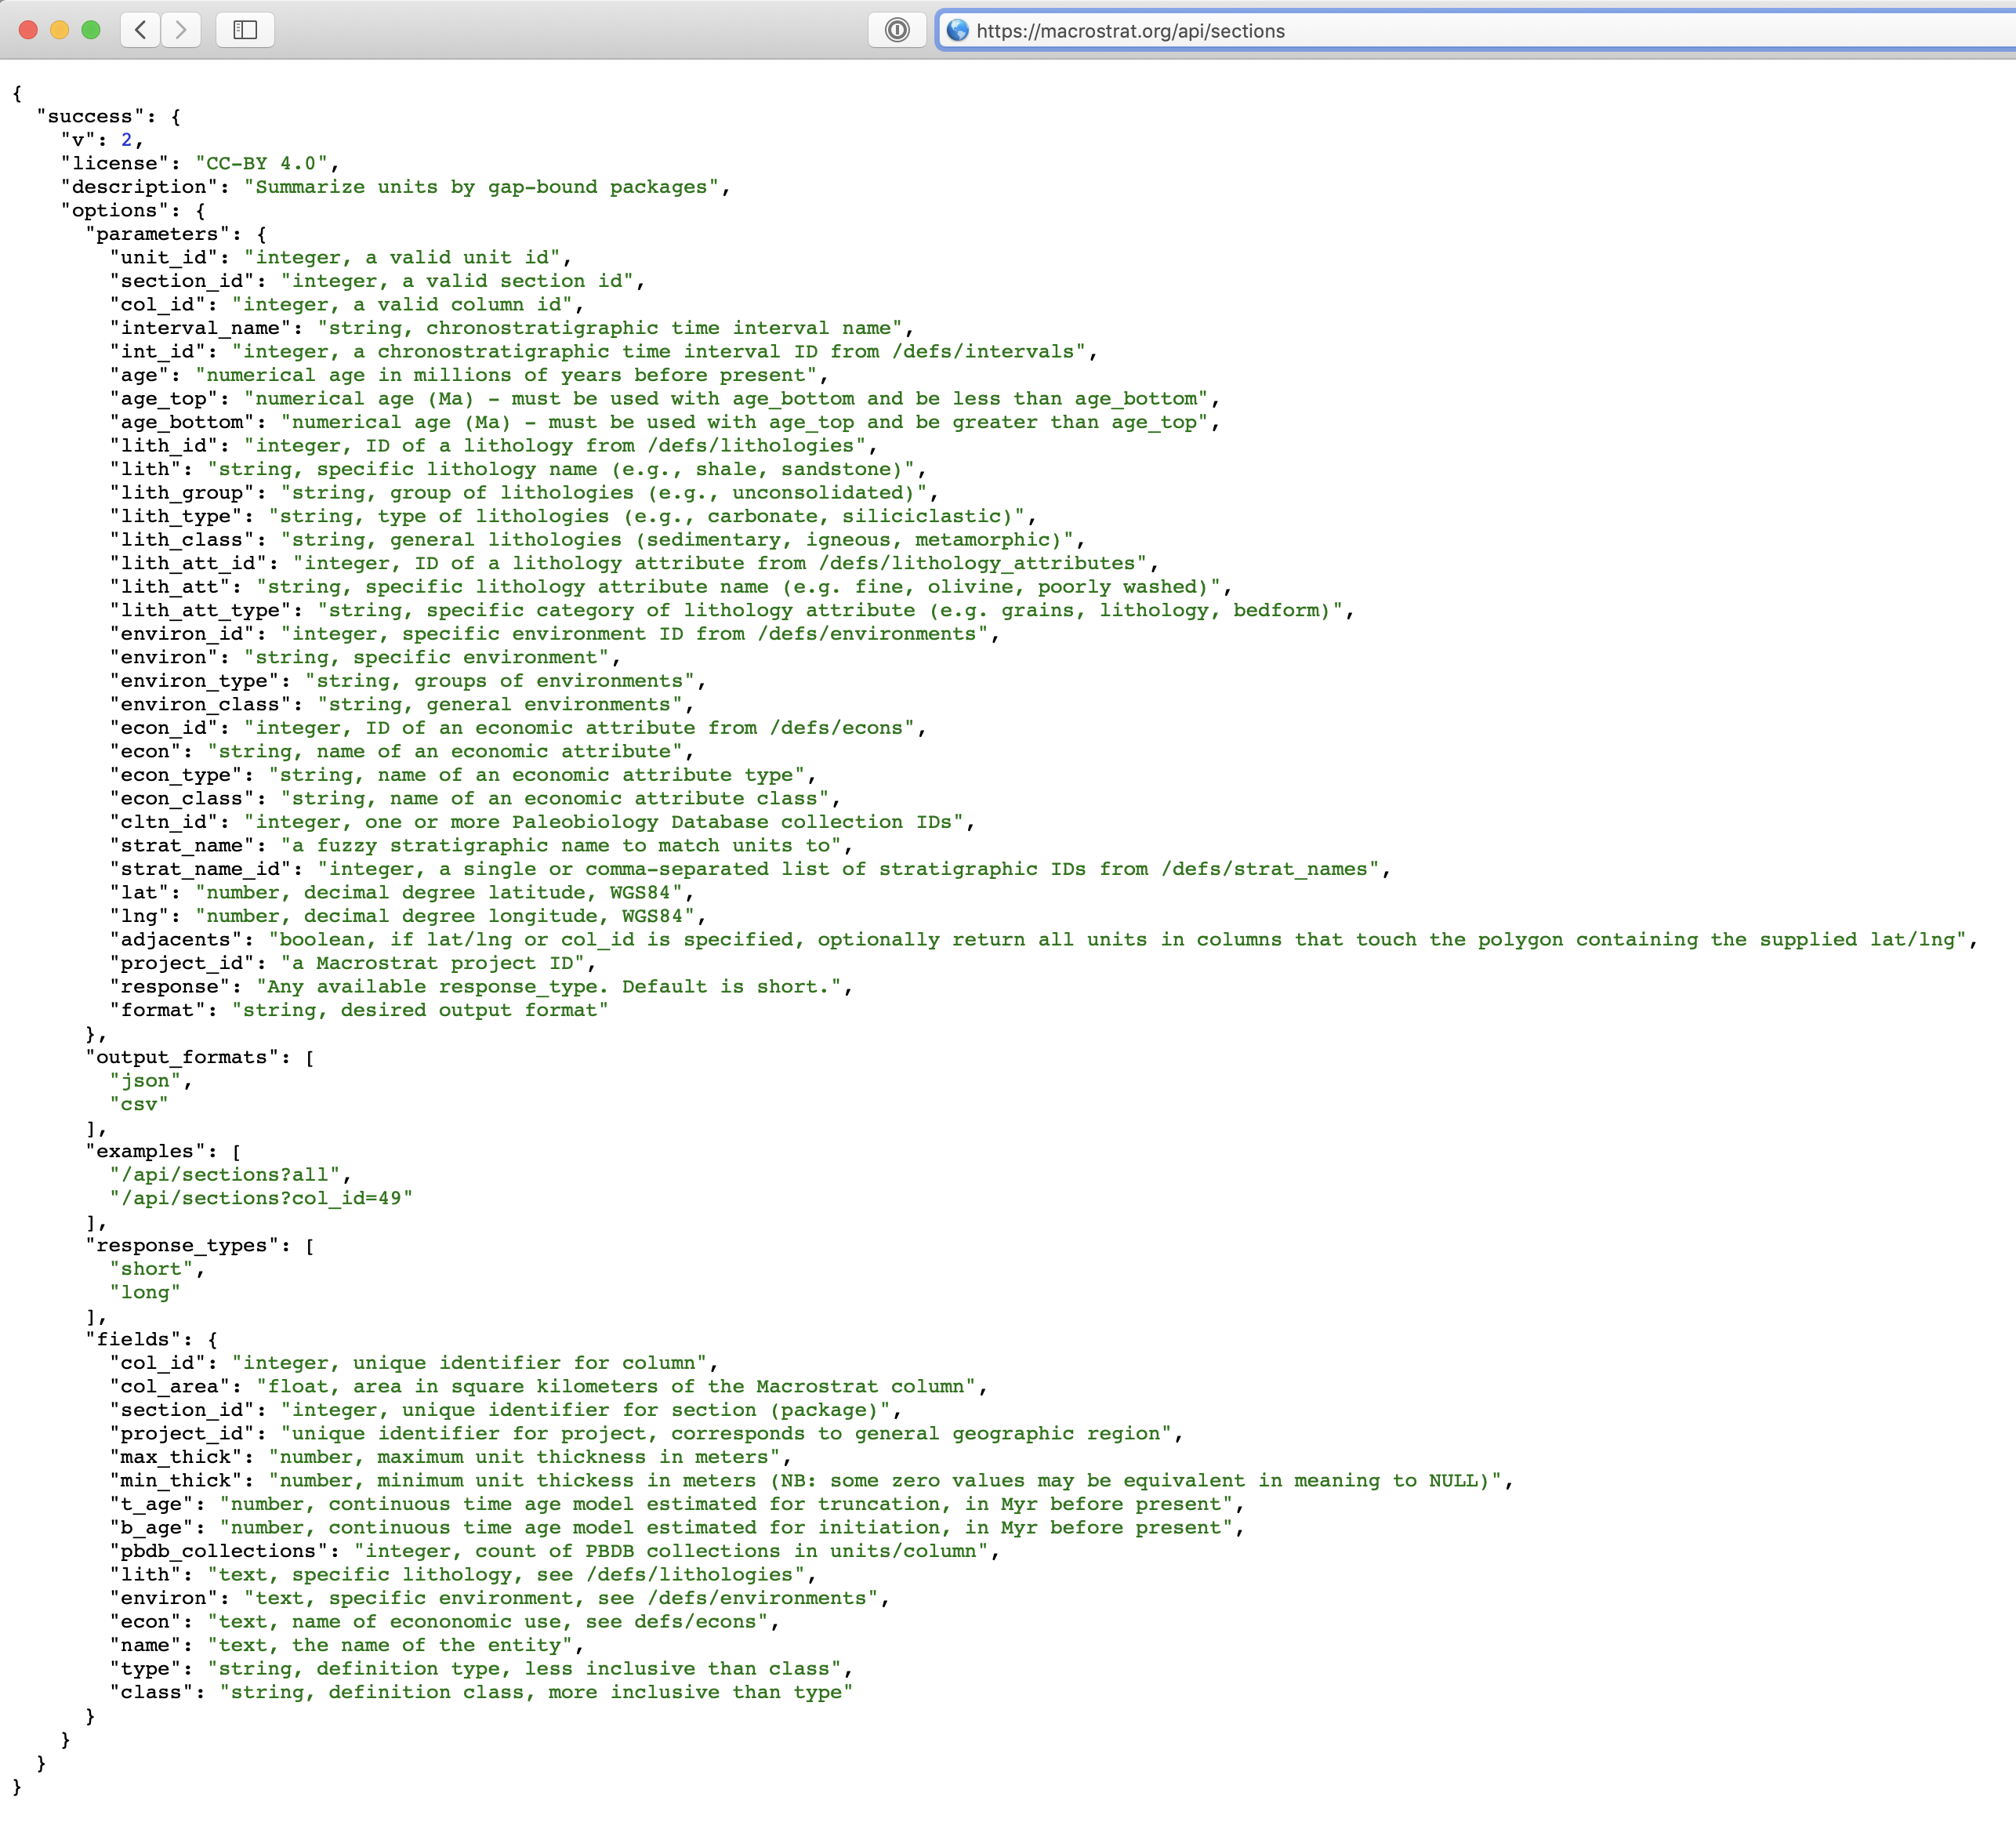 https://macrostrat.org/api/sections
{
  "success": {
    "v": 2,
    "license": "CC-BY 4.0",
    "description": "Summarize units by gap-bound packages",
    "options": {
      "parameters": {
        "unit_id": "integer, a valid unit id",
        "section_id": "integer, a valid section id",
        "col_id": "integer, a valid column id",
        "interval_name": "string, chronostratigraphic time interval name",
        "int_id": "integer, a chronostratigraphic time interval ID from /defs/intervals",
        "age": "numerical age in millions of years before present",
        "age_top": "numerical age (Ma) - must be used with age_bottom and be less than age_bottom",
        "age_bottom": "numerical age (Ma) - must be used with age_top and be greater than age_top",
        "lith_id": "integer, ID of a lithology from /defs/lithologies",
        "lith": "string, specific lithology name (e.g., shale, sandstone)",
        "lith_group": "string, group of lithologies (e.g., unconsolidated)",
        "lith_type": "string, type of lithologies (e.g., carbonate, siliciclastic)",
        "lith_class": "string, general lithologies (sedimentary, igneous, metamorphic)",
        "lith_att_id": "integer, ID of a lithology attribute from /defs/lithology_attributes",
        "lith_att": "string, specific lithology attribute name (e.g. fine, olivine, poorly washed)",
        "lith_att_type": "string, specific category of lithology attribute (e.g. grains, lithology, bedform)",
        "environ_id": "integer, specific environment ID from /defs/environments",
        "environ": "string, specific environment",
        "environ_type": "string, groups of environments",
        "environ_class": "string, general environments",
        "econ_id": "integer, ID of an economic attribute from /defs/econs",
        "econ": "string, name of an economic attribute",
        "econ_type": "string, name of an economic attribute type",
        "econ_class": "string, name of an economic attribute class",
        "cltn_id": "integer, one or more Paleobiology Database collection IDs",
        "strat_name": "a fuzzy stratigraphic name to match units to",
        "strat_name_id": "integer, a single or comma-separated list of stratigraphic IDs from /defs/strat_names",
        "lat": "number, decimal degree latitude, WGS84",
        "lng": "number, decimal degree longitude, WGS84",
        "adjacents": "boolean, if lat/lng or col_id is specified, optionally return all units in columns that touch the polygon containing the supplied lat/lng",
        "project_id": "a Macrostrat project ID",
        "response": "Any available response_type. Default is short.",
        "format": "string, desired output format"
      },
      "output_formats": [
        "json",
        "csv"
      ],
      "examples": [
        "/api/sections?all",
        "/api/sections?col_id=49"
      ],
      "response_types": [
        "short",
        "long"
      ],
      "fields": {
        "col_id": "integer, unique identifier for column",
        "col_area": "float, area in square kilometers of the Macrostrat column",
        "section_id": "integer, unique identifier for section (package)",
        "project_id": "unique identifier for project, corresponds to general geographic region",
        "max_thick": "number, maximum unit thickness in meters",
        "min_thick": "number, minimum unit thickess in meters (NB: some zero values may be equivalent in meaning to NULL)",
        "t_age": "number, continuous time age model estimated for truncation, in Myr before present",
        "b_age": "number, continuous time age model estimated for initiation, in Myr before present",
        "pbdb_collections": "integer, count of PBDB collections in units/column",
        "lith": "text, specific lithology, see /defs/lithologies",
        "environ": "text, specific environment, see /defs/environments",
        "econ": "text, name of econonomic use, see defs/econs",
        "name": "text, the name of the entity",
        "type": "string, definition type, less inclusive than class",
        "class": "string, definition class, more inclusive than type"
      }
    }
  }
}